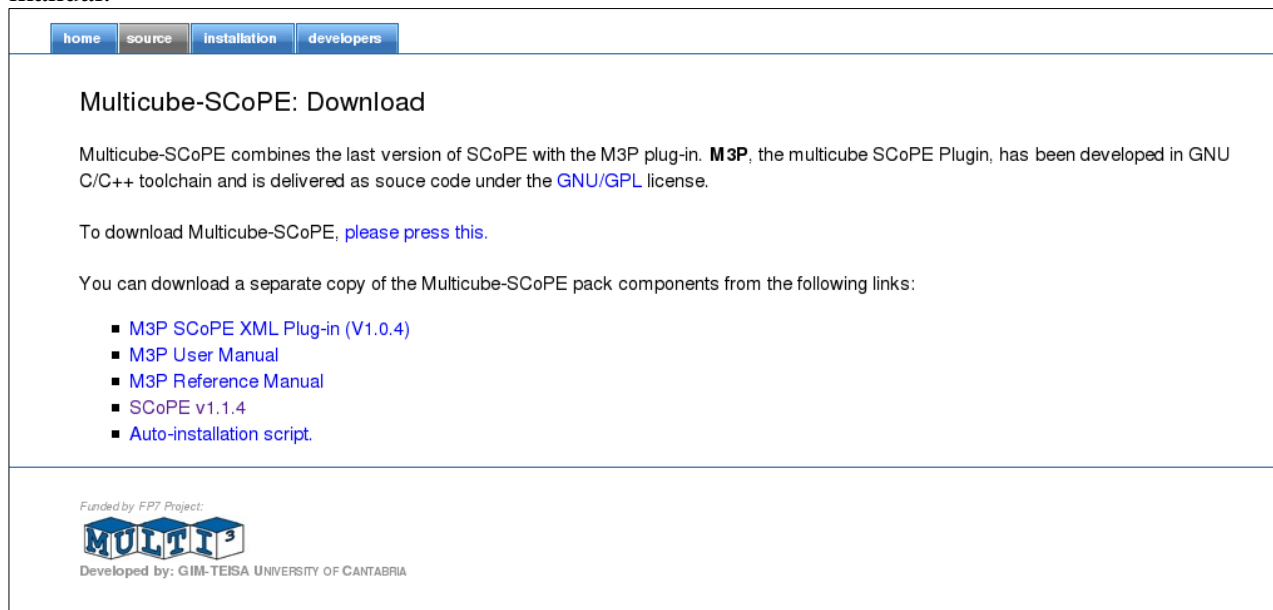 manual.
home source installation developers
Multicube-SCoPE: Download
Multicube-SCoPE combines the last version of SCoPE with the M3P plug-in. M3P, the multicube SCoPE Plugin, has been developed in GNU
C/C++ toolchain and is delivered as souce code under the GNU/GPL license.
To download Multicube-SCoPE, please press this.
You can download a separate copy of the Multicube-SCoPE pack components from the following links:
M3P SCoPE XML Plug-in (V1.0.4)
M3P User Manual
M3P Reference Manual
SCoPE v1.1.4
Auto-installation script.
Funded by FP7 Project:
MULTI³
Developed by: GIM-TEISA UNIVERSITY OF CANTABRIA